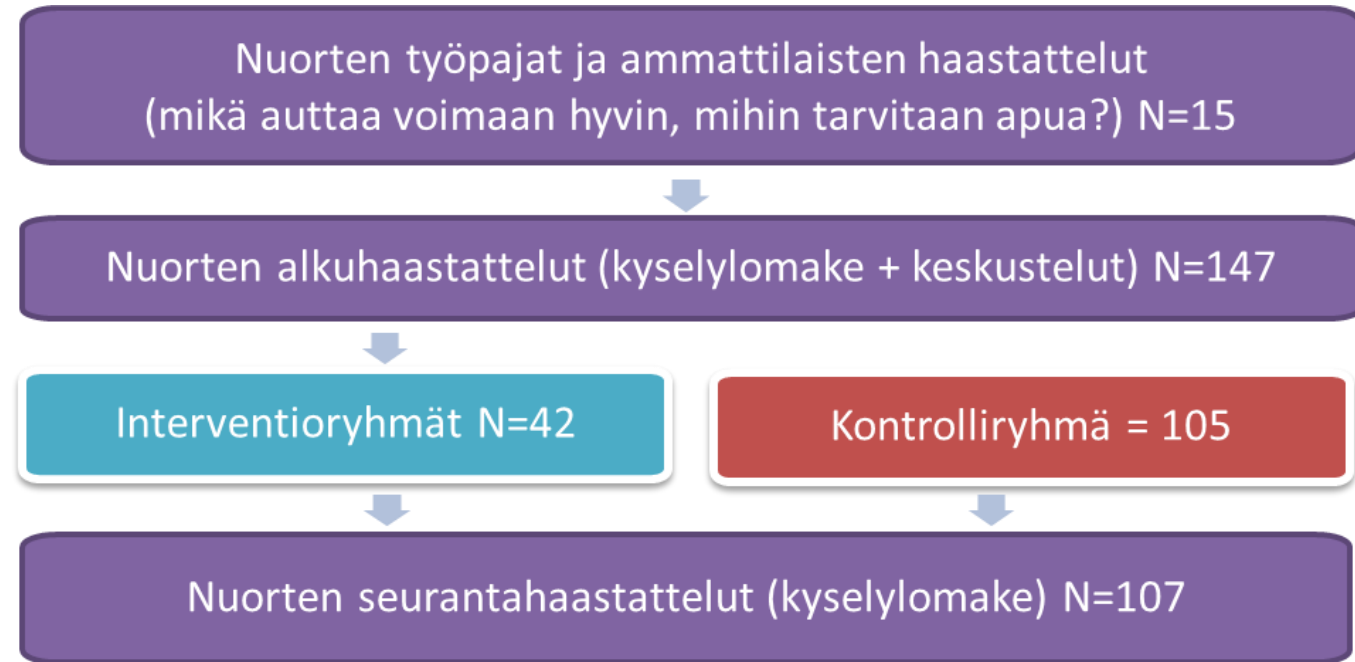 Nuorten työpajat ja ammattilaisten haastattelut
(mikä auttaa voimaan hyvin, mihin tarvitaan apua?) N=15
Nuorten alkuhaastattelut (kyselylomake + keskustelut) N=147
Interventioryhmät N=42
Kontrolliryhmä = 105
Nuorten seurantahaastattelut (kyselylomake) N=107